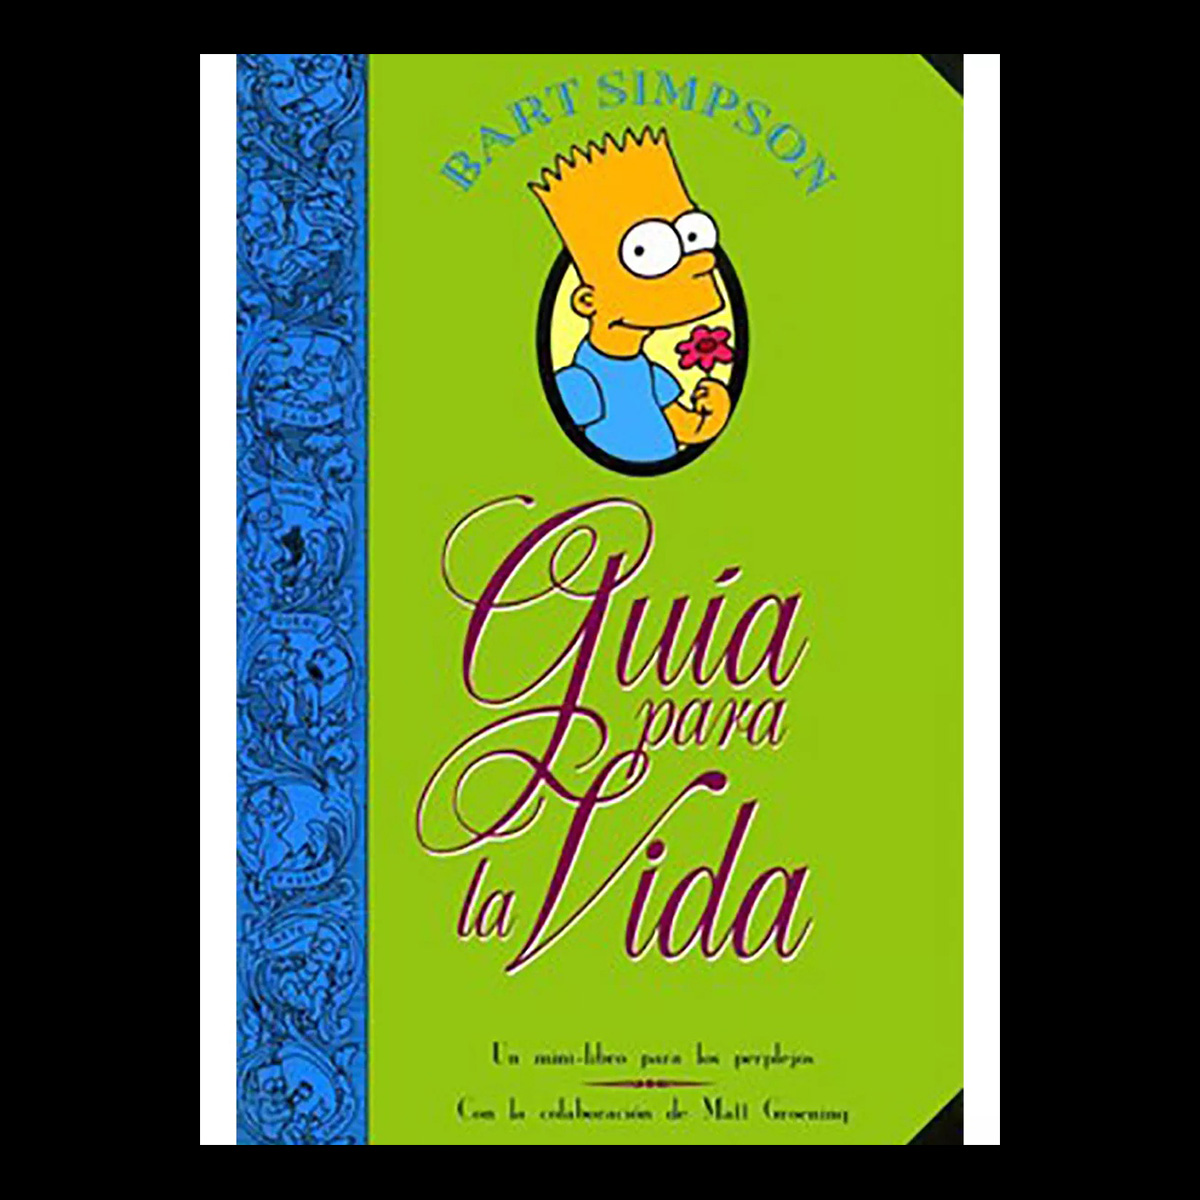 BART SIMPSON
Guía
para
la Vida
Un mini-libro para los perplejos
Con la colaboración de Matt Groening